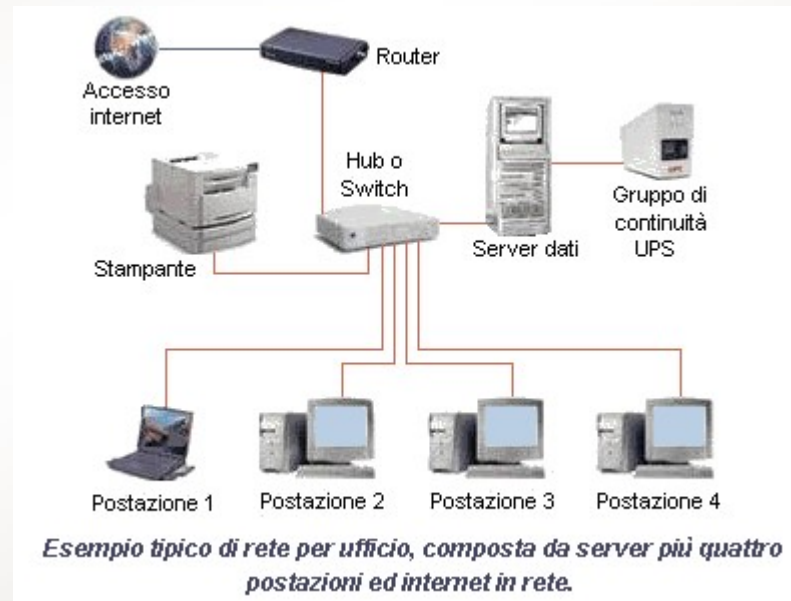 Accesso
internet
Router
Hub o
Switch
Stampante
Server dati
Gruppo di
continuità
UPS
Postazione 1
Postazione 2
Postazione 3
Postazione 4
Esempio tipico di rete per ufficio, composta da server più quattro
postazioni ed internet in rete.